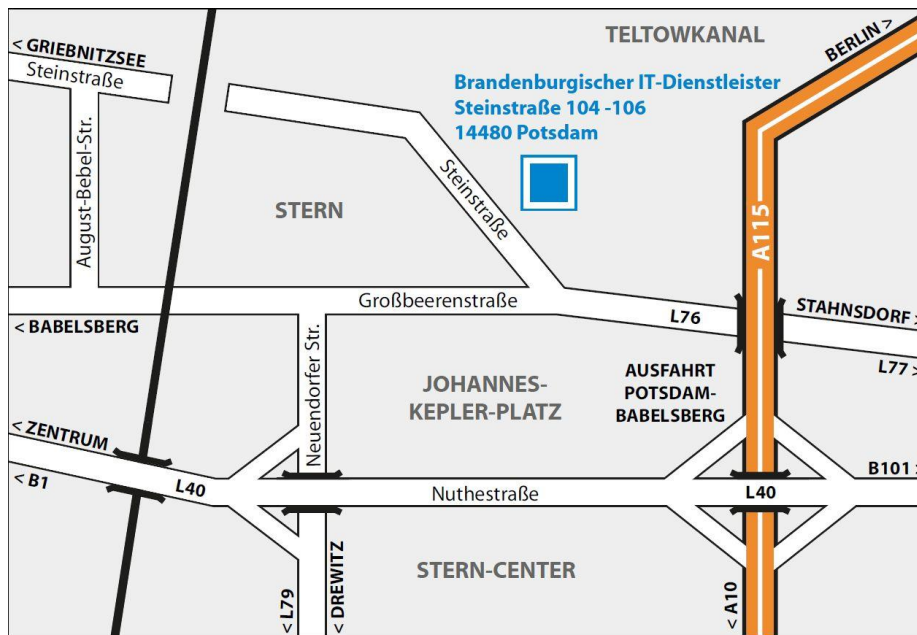 < GRIEBNITZSEE
Steinstraße
TELTOWKANAL
BERLIN >
Brandenburgischer IT-Dienstleister
Steinstraße 104 -106
14480 Potsdam
August-Bebel-Str.
STERN
Steinstraße
A115
Großbeerenstraße
< BABELSBERG
L76
STAHNSDORF >
L77 >
Neuendorfer Str.
JOHANNES-
KEPLER-PLATZ
AUSFAHRT
POTSDAM-
BABELSBERG
< ZENTRUM
< B1
L40
Nuthestraße
L40
B101 >
STERN-CENTER
< L79
< DREWITZ
< A10